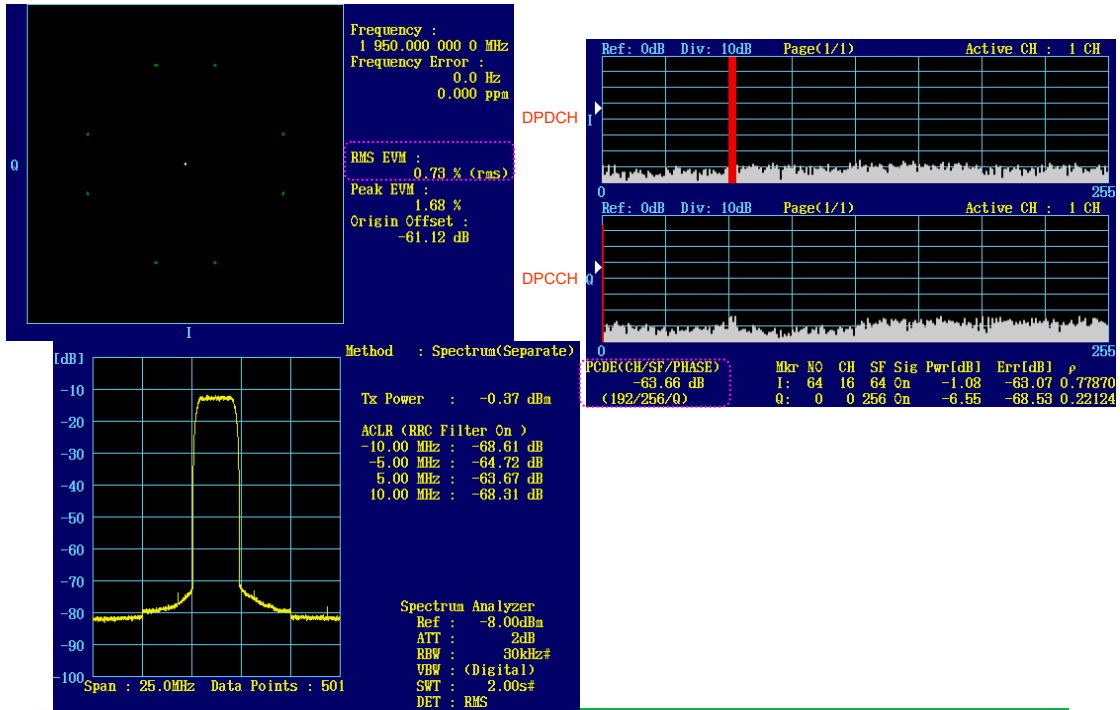 Frequency :
1 950.000 000 0 MHz
Frequency Error :
0.0 Hz
0.000 ppm
Q
RMS EVM :
0.73 % (rms)
Peak EVM :
1.68 %
Origin Offset :
-61.12 dB
I
Ref: 0dB Div: 10dB Page(1/1) Active CH : 1 CH
DPDCH
I
0 255
Ref: 0dB Div: 10dB Page(1/1) Active CH : 1 CH
DPCCH
Q
0 255
PCDE(CH/SF/PHASE)
-63.66 dB
(192/256/Q)
Mkr NO CH SF Sig Pwr[dB] Err[dB] ρ
I: 64 16 64 On -1.08 -63.07 0.77870
Q: 0 0 256 On -6.55 -68.53 0.22124
[dB]
-10
-20
-30
-40
-50
-60
-70
-80
-90
-100
Span : 25.0MHz Data Points : 501
Method : Spectrum(Separate)
Tx Power : -0.37 dBm
ACLR (RRC Filter On )
-10.00 MHz : -68.61 dB
-5.00 MHz : -64.72 dB
5.00 MHz : -63.67 dB
10.00 MHz : -68.31 dB
Spectrum Analyzer
Ref : -8.00dBm
ATT : 2dB
RBW : 30kHz#
VBW : (Digital)
SWT : 2.00s#
DET : RMS